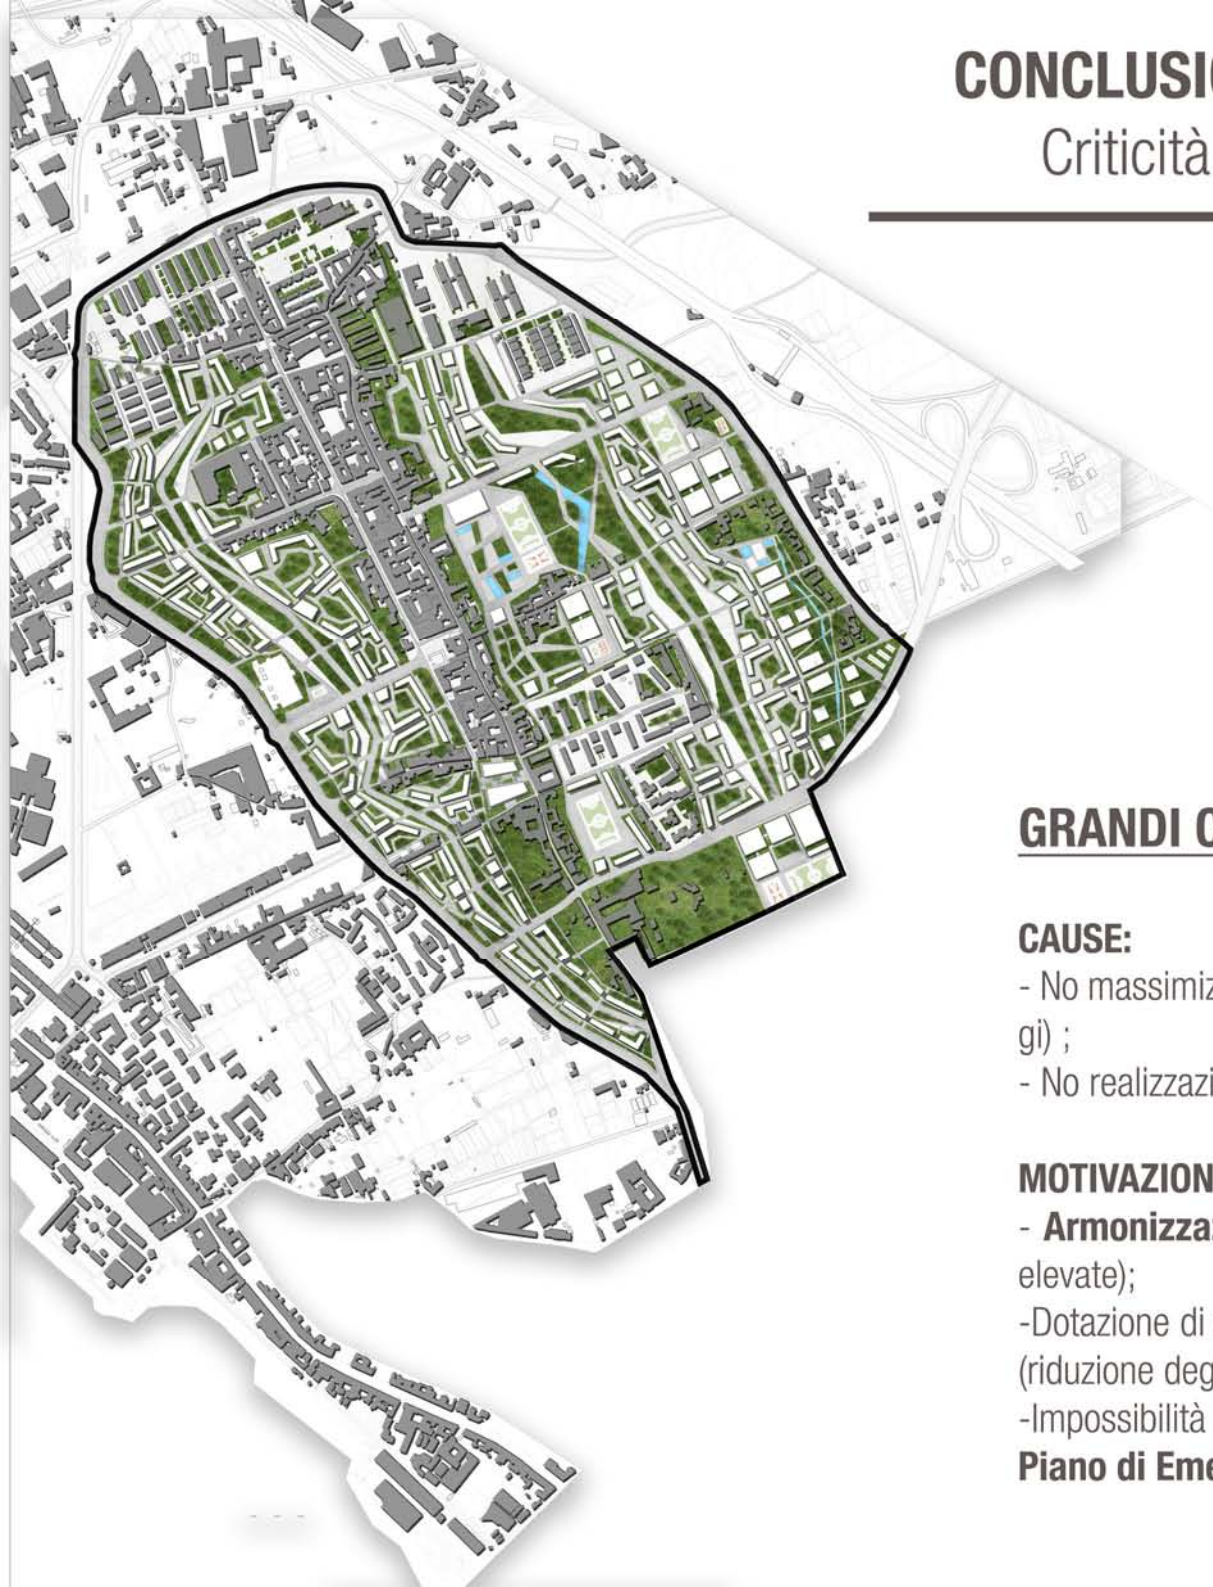 CONCLUSI
Criticità
GRANDI
CAUSE:
- No massimiz
gi) ;
- No realizzazi
MOTIVAZION
- Armonizza
elevate);
-Dotazione di
(riduzione deg
-Impossibilità
Piano di Eme